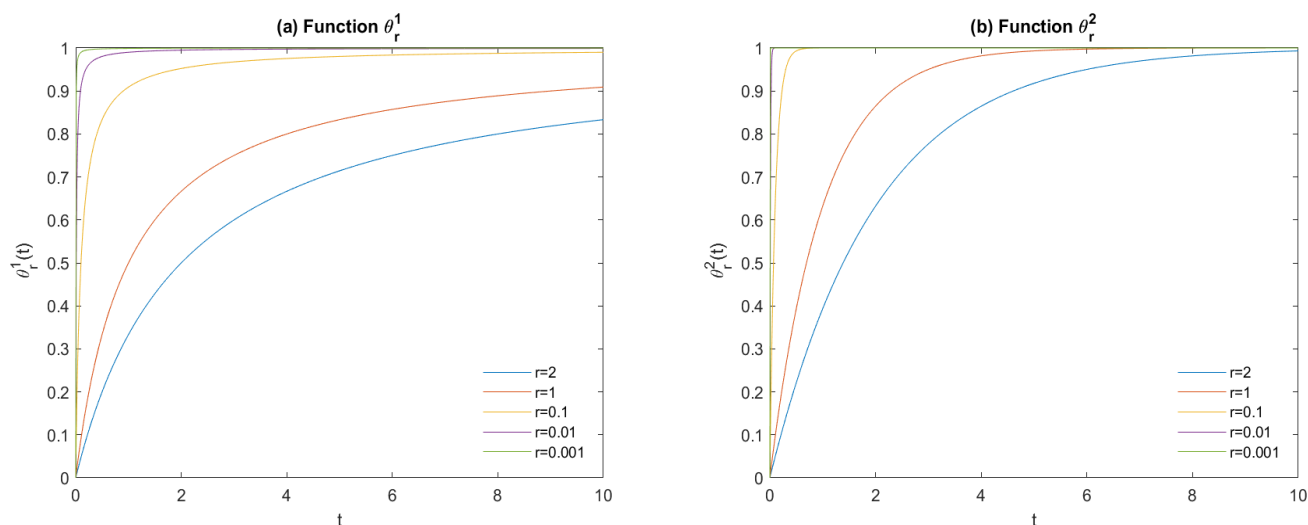 (a) Function θ_r^1
1
0.9
0.8
0.7
0.6
0.5
0.4
0.3
0.2
0.1
0
θ_r^1(t)
0 2 4 6 8 10
t
r=2
r=1
r=0.1
r=0.01
r=0.001
(b) Function θ_r^2
1
0.9
0.8
0.7
0.6
0.5
0.4
0.3
0.2
0.1
0
θ_r^2(t)
0 2 4 6 8 10
t
r=2
r=1
r=0.1
r=0.01
r=0.001